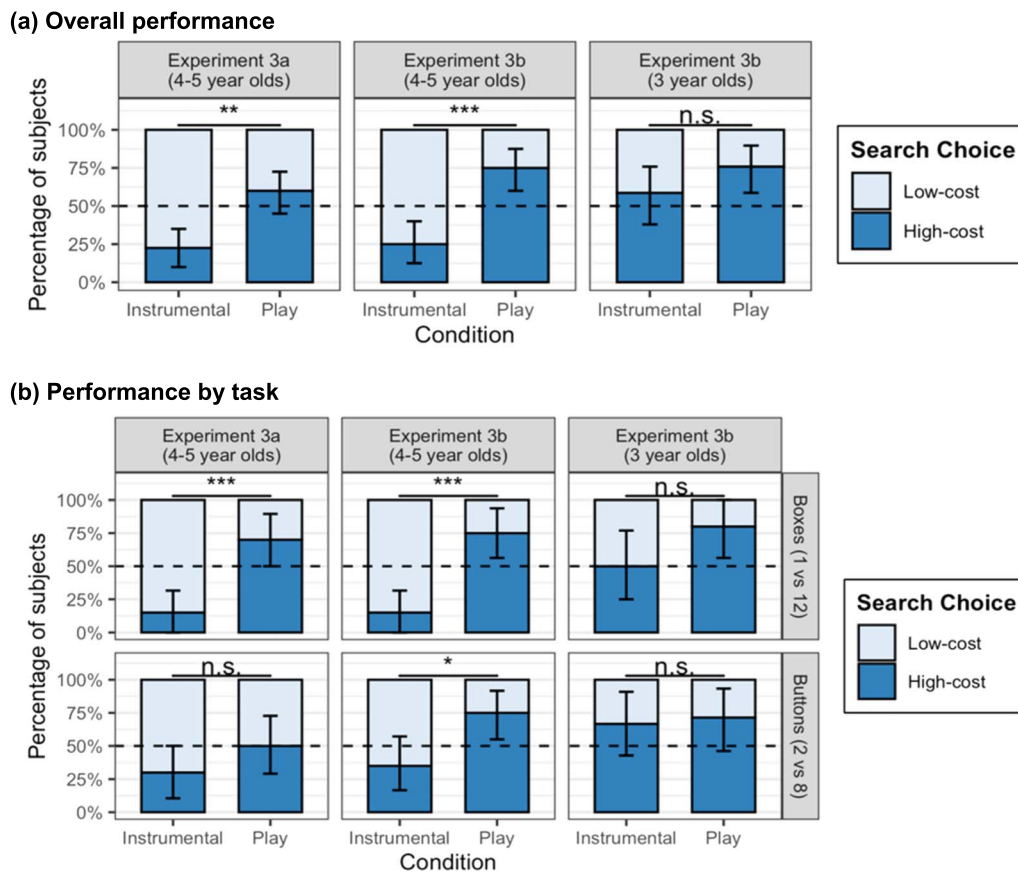 (a) Overall performance
Experiment 3a
(4-5 year olds)
Experiment 3b
(4-5 year olds)
Experiment 3b
(3 year olds)
Percentage of subjects
100%
75%
50%
25%
0%
**
***
n.s.
Instrumental
Play
Instrumental
Play
Instrumental
Play
Condition
Search Choice
Low-cost
High-cost
(b) Performance by task
Experiment 3a
(4-5 year olds)
Experiment 3b
(4-5 year olds)
Experiment 3b
(3 year olds)
Percentage of subjects
100%
75%
50%
25%
0%
***
***
n.s.
Boxes (1 vs 12)
100%
75%
50%
25%
0%
n.s.
*
n.s.
Buttons (2 vs 8)
Instrumental
Play
Instrumental
Play
Instrumental
Play
Condition
Search Choice
Low-cost
High-cost